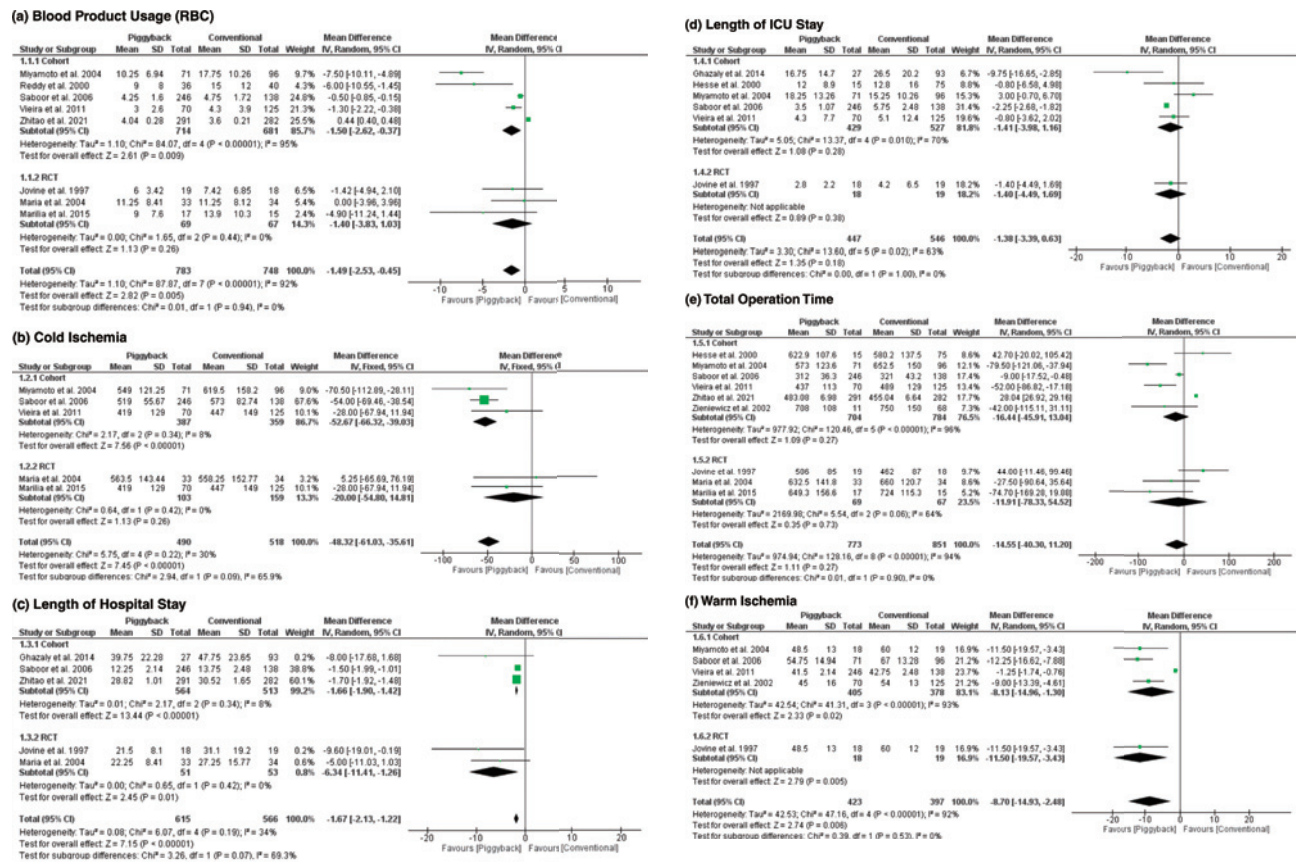 (a) Blood Product Usage (RBC)
Piggyback Conventional Mean Difference Mean Difference
Study or Subgroup Mean SD Total Mean SD Total Weight IV, Random, 95% CI IV, Random, 95% CI
1.1.1 Cohort
Miyamoto et al. 2004 10.25 6.94 71 17.75 10.26 96 9.7% -7.50 [-10.11, -4.89]
Reddy et al. 2000 9 8 36 15 12 40 4.6% -6.00 [-10.55, -1.45]
Saboor et al. 2006 4.25 1.6 246 4.75 1.72 138 24.8% -0.50 [-0.85, -0.15]
Vieira et al. 2011 3 2.6 70 4.3 3.9 125 21.1% -1.30 [-2.22, -0.38]
Zhitao et al. 2021 4.04 0.28 291 3.6 0.21 282 25.5% 0.44 [0.40, 0.48]
Subtotal (95% CI) 714 681 85.7% -1.50 [-2.62, -0.37]
Heterogeneity: Tau² = 1.10; Chi² = 84.07, df = 4 (P < 0.00001); I² = 95%
Test for overall effect: Z = 2.61 (P = 0.009)
1.1.2 RCT
Jovine et al. 1997 6 3.42 19 7.42 6.85 18 6.5% -1.42 [-4.94, 2.10]
Maria et al. 2004 11.25 8.41 33 11.25 8.12 34 5.4% 0.00 [-3.96, 3.96]
Marilia et al. 2015 9 7.6 17 13.9 10.3 15 2.4% -4.90 [-11.24, 1.44]
Subtotal (95% CI) 69 67 14.3% -1.40 [-3.83, 1.03]
Heterogeneity: Tau² = 0.00; Chi² = 1.65, df = 2 (P = 0.44); I² = 0%
Test for overall effect: Z = 1.13 (P = 0.26)
Total (95% CI) 783 748 100.0% -1.49 [-2.53, -0.45]
Heterogeneity: Tau² = 1.10; Chi² = 87.87, df = 7 (P < 0.00001); I² = 92%
Test for overall effect: Z = 2.82 (P = 0.005)
Test for subgroup differences: Chi² = 0.01, df = 1 (P = 0.94), I² = 0%
-10 -5 0 5 10
Favours [Piggyback] Favours [Conventional]
(b) Cold Ischemia
Piggyback Conventional Mean Difference Mean Difference
Study or Subgroup Mean SD Total Mean SD Total Weight IV, Fixed, 95% CI IV, Fixed, 95% CI
1.2.1 Cohort
Miyamoto et al. 2004 549 121.25 71 619.5 158.2 96 9.0% -70.50 [-112.89, -28.11]
Saboor et al. 2006 519 55.67 246 573 82.74 138 67.6% -54.00 [-69.46, -38.54]
Vieira et al. 2011 419 129 70 447 149 125 10.1% -28.00 [-67.94, 11.94]
Subtotal (95% CI) 387 359 86.7% -52.67 [-66.32, -39.03]
Heterogeneity: Chi² = 2.17, df = 2 (P = 0.34); I² = 8%
Test for overall effect: Z = 7.56 (P < 0.00001)
1.2.2 RCT
Maria et al. 2004 563.5 143.44 33 558.25 152.77 34 3.2% 5.25 [-65.69, 76.19]
Marilia et al. 2015 419 129 70 447 149 125 10.1% -28.00 [-67.94, 11.94]
Subtotal (95% CI) 103 159 13.3% -20.00 [-54.80, 14.81]
Heterogeneity: Chi² = 0.64, df = 1 (P = 0.42); I² = 0%
Test for overall effect: Z = 1.13 (P = 0.26)
Total (95% CI) 490 518 100.0% -48.32 [-61.03, -35.61]
Heterogeneity: Chi² = 5.75, df = 4 (P = 0.22); I² = 30%
Test for overall effect: Z = 7.45 (P < 0.00001)
Test for subgroup differences: Chi² = 2.94, df = 1 (P = 0.09), I² = 65.9%
-100 -50 0 50 100
Favours [Piggyback] Favours [Conventional]
(c) Length of Hospital Stay
Piggyback Conventional Mean Difference Mean Difference
Study or Subgroup Mean SD Total Mean SD Total Weight IV, Random, 95% CI IV, Random, 95% CI
1.3.1 Cohort
Ghazaly et al. 2014 39.75 22.28 27 47.75 23.65 93 0.2% -8.00 [-17.68, 1.68]
Saboor et al. 2006 12.25 2.14 246 13.75 2.48 138 38.8% -1.50 [-1.99, -1.01]
Zhitao et al. 2021 28.82 1.01 291 30.52 1.65 282 60.1% -1.70 [-1.92, -1.48]
Subtotal (95% CI) 564 513 99.2% -1.66 [-1.90, -1.42]
Heterogeneity: Tau² = 0.01; Chi² = 2.17, df = 2 (P = 0.34); I² = 8%
Test for overall effect: Z = 13.44 (P < 0.00001)
1.3.2 RCT
Jovine et al. 1997 21.5 8.1 18 31.1 19.2 19 0.2% -9.60 [-19.01, -0.19]
Maria et al. 2004 22.25 8.41 33 27.25 15.77 34 0.6% -5.00 [-11.03, 1.03]
Subtotal (95% CI) 51 53 0.8% -6.34 [-11.41, -1.26]
Heterogeneity: Tau² = 0.00; Chi² = 0.65, df = 1 (P = 0.42); I² = 0%
Test for overall effect: Z = 2.45 (P = 0.01)
Total (95% CI) 615 566 100.0% -1.67 [-2.13, -1.22]
Heterogeneity: Tau² = 0.08; Chi² = 6.07, df = 4 (P = 0.19); I² = 34%
Test for overall effect: Z = 7.15 (P < 0.00001)
Test for subgroup differences: Chi² = 3.26, df = 1 (P = 0.07), I² = 69.3%
-20 -10 0 10 20
Favours [Piggyback] Favours [Conventional]
(d) Length of ICU Stay
Piggyback Conventional Mean Difference Mean Difference
Study or Subgroup Mean SD Total Mean SD Total Weight IV, Random, 95% CI IV, Random, 95% CI
1.4.1 Cohort
Ghazaly et al 2014 16.75 14.7 27 26.5 20.2 93 6.6% -9.75 [-16.65, -2.85]
Hesse et al. 2000 12 8.9 15 12.8 16 75 8.8% -0.80 [-6.58, 4.98]
Miyamoto et al. 2004 18.25 13.26 71 15.25 10.26 96 15.3% 3.00 [-0.70, 6.70]
Saboor et al. 2006 3.5 1.07 246 5.75 2.48 138 31.4% -2.25 [-2.68, -1.82]
Vieira et al. 2011 4.3 7.7 70 5.1 12.4 125 19.7% -0.80 [-3.62, 2.02]
Subtotal (95% CI) 429 527 81.8% -1.41 [-3.98, 1.16]
Heterogeneity: Tau² = 5.05; Chi² = 13.37, df = 4 (P = 0.010); I² = 70%
Test for overall effect: Z = 1.08 (P = 0.28)
1.4.2 RCT
Jovine et al. 1997 2.8 2.2 18 4.2 6.5 19 18.2% -1.40 [-4.49, 1.69]
Subtotal (95% CI) 18 19 18.2% -1.40 [-4.49, 1.69]
Heterogeneity: Not applicable
Test for overall effect: Z = 0.89 (P = 0.38)
Total (95% CI) 447 546 100.0% -1.38 [-3.39, 0.63]
Heterogeneity: Tau² = 3.30; Chi² = 13.60, df = 5 (P = 0.02); I² = 63%
Test for overall effect: Z = 1.35 (P = 0.18)
Test for subgroup differences: Chi² = 0.00, df = 1 (P = 1.00), I² = 0%
-20 -10 0 10 20
Favours [Piggyback] Favours [Conventional]
(e) Total Operation Time
Piggyback Conventional Mean Difference Mean Difference
Study or Subgroup Mean SD Total Mean SD Total Weight IV, Random, 95% CI IV, Random, 95% CI
1.5.1 Cohort
Hesse et al. 2000 622.9 107.6 15 580.2 137.5 75 8.6% 42.70 [-20.02, 105.42]
Miyamoto et al. 2004 573 123.6 71 652.5 150 96 12.2% -79.50 [-121.06, -37.94]
Saboor et al. 2006 312 36.3 246 321 43.2 138 17.4% -9.00 [-17.52, -0.48]
Vieira et al. 2011 437 113 70 489 129 125 13.5% -52.00 [-86.82, -17.18]
Zhitao et al. 2021 483.08 6.98 291 455.04 6.64 282 17.7% 28.04 [26.92, 29.16]
Zieniewicz et al. 2002 708 108 11 750 150 68 7.1% -42.00 [-115.11, 31.11]
Subtotal (95% CI) 704 784 76.5% -16.44 [-45.91, 13.04]
Heterogeneity: Tau² = 977.92; Chi² = 120.46, df = 5 (P < 0.00001); I² = 96%
Test for overall effect: Z = 1.09 (P = 0.27)
1.5.2 RCT
Jovine et al. 1997 506 85 19 462 87 18 9.7% 44.00 [-11.46, 99.46]
Maria et al. 2004 632.5 141.8 33 660 120.7 34 8.6% -27.50 [-90.64, 35.64]
Marilia et al. 2015 649.3 156.6 17 724 115.3 15 5.2% -74.70 [-169.28, 19.88]
Subtotal (95% CI) 69 67 23.5% -11.91 [-78.33, 54.52]
Heterogeneity: Tau² = 2169.98; Chi² = 5.54, df = 2 (P = 0.06); I² = 64%
Test for overall effect: Z = 0.35 (P = 0.73)
Total (95% CI) 773 851 100.0% -14.55 [-40.30, 11.20]
Heterogeneity: Tau² = 974.94; Chi² = 128.16, df = 8 (P < 0.00001); I² = 94%
Test for overall effect: Z = 1.11 (P = 0.27)
Test for subgroup differences: Chi² = 0.01, df = 1 (P = 0.90), I² = 0%
-200 -100 0 100 200
Favours [Piggyback] Favours [Conventional]
(f) Warm Ischemia
Piggyback Conventional Mean Difference Mean Difference
Study or Subgroup Mean SD Total Mean SD Total Weight IV, Random, 95% CI IV, Random, 95% CI
1.6.1 Cohort
Miyamoto et al. 2004 48.5 13 18 60 12 19 16.9% -11.50 [-19.57, -3.43]
Saboor et al. 2006 54.75 14.94 71 67 13.28 96 21.2% -12.25 [-16.62, -7.88]
Vieira et al. 2011 41.5 2.14 246 42.75 2.48 138 23.7% -1.25 [-1.74, -0.76]
Zieniewicz et al. 2002 45 16 70 54 13 125 21.2% -9.00 [-13.39, -4.61]
Subtotal (95% CI) 405 378 83.1% -8.13 [-14.96, -1.30]
Heterogeneity: Tau² = 42.54; Chi² = 41.31, df = 3 (P < 0.00001); I² = 93%
Test for overall effect: Z = 2.33 (P = 0.02)
1.6.2 RCT
Jovine et al. 1997 48.5 13 18 60 12 19 16.9% -11.50 [-19.57, -3.43]
Subtotal (95% CI) 18 19 16.9% -11.50 [-19.57, -3.43]
Heterogeneity: Not applicable
Test for overall effect: Z = 2.79 (P = 0.005)
Total (95% CI) 423 397 100.0% -8.70 [-14.93, -2.48]
Heterogeneity: Tau² = 42.53; Chi² = 47.16, df = 4 (P < 0.00001); I² = 92%
Test for overall effect: Z = 2.74 (P = 0.006)
Test for subgroup differences: Chi² = 0.39, df = 1 (P = 0.53), I² = 0%
-20 -10 0 10 20
Favours [Piggyback] Favours [Conventional]